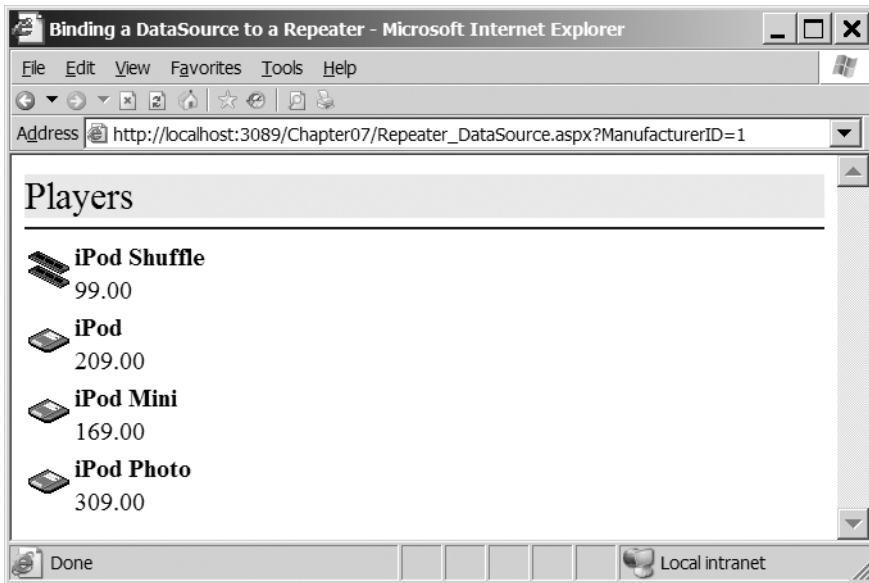 Binding a DataSource to a Repeater - Microsoft Internet Explorer
File Edit View Favorites Tools Help
Address http://localhost:3089/Chapter07/Repeater_DataSource.aspx?ManufacturerID=1
Players
iPod Shuffle
99.00
iPod
209.00
iPod Mini
169.00
iPod Photo
309.00
Done Local intranet